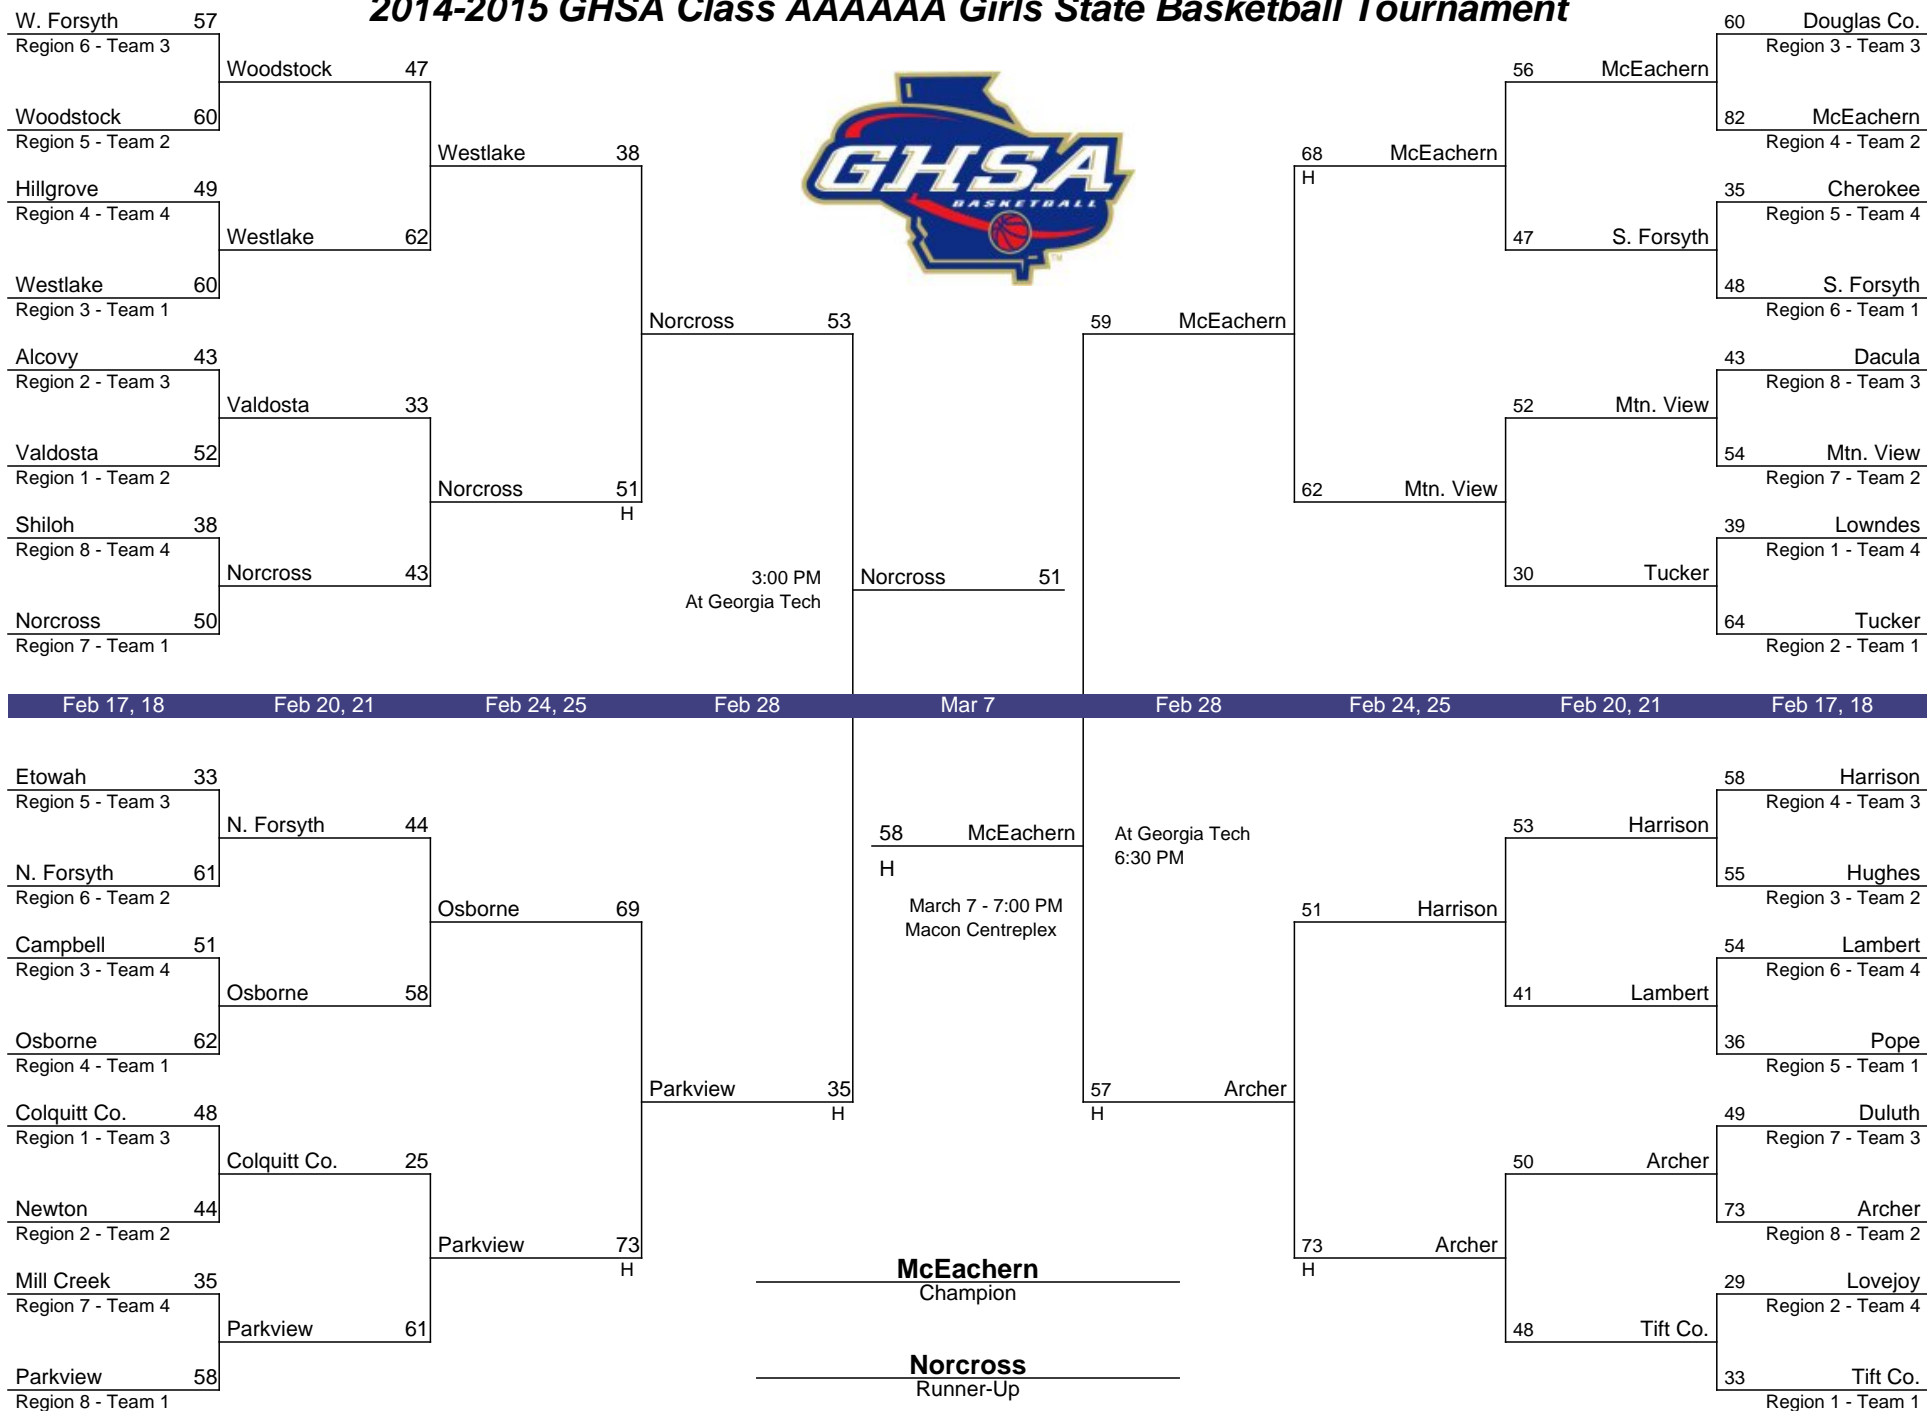 2014-2015 GHSA Class AAAAAA Girls State Basketball Tournament
W. Forsyth 57
Region 6 - Team 3
Woodstock 47
Woodstock 60
Region 5 - Team 2
Westlake 38
Hillgrove 49
Region 4 - Team 4
Westlake 62
Westlake 60
Region 3 - Team 1
Norcross 53
Alcovy 43
Region 2 - Team 3
Valdosta 33
Valdosta 52
Region 1 - Team 2
Norcross 51
H
Shiloh 38
Region 8 - Team 4
Norcross 43
Norcross 50
Region 7 - Team 1
3:00 PM
At Georgia Tech
Norcross 51
GHSA
BASKETBALL
TM
60 Douglas Co.
Region 3 - Team 3
56 McEachern
82 McEachern
Region 4 - Team 2
68 McEachern
H
35 Cherokee
Region 5 - Team 4
47 S. Forsyth
48 S. Forsyth
Region 6 - Team 1
59 McEachern
43 Dacula
Region 8 - Team 3
52 Mtn. View
54 Mtn. View
Region 7 - Team 2
62 Mtn. View
39 Lowndes
Region 1 - Team 4
30 Tucker
64 Tucker
Region 2 - Team 1
Feb 17, 18 Feb 20, 21 Feb 24, 25 Feb 28 Mar 7 Feb 28 Feb 24, 25 Feb 20, 21 Feb 17, 18
Etowah 33
Region 5 - Team 3
N. Forsyth 44
N. Forsyth 61
Region 6 - Team 2
Osborne 69
Campbell 51
Region 3 - Team 4
Osborne 58
Osborne 62
Region 4 - Team 1
Parkview 35
H
Colquitt Co. 48
Region 1 - Team 3
Colquitt Co. 25
Newton 44
Region 2 - Team 2
Parkview 73
H
Mill Creek 35
Region 7 - Team 4
Parkview 61
Parkview 58
Region 8 - Team 1
58 McEachern
H
At Georgia Tech
6:30 PM
March 7 - 7:00 PM
Macon Centreplex
McEachern
Champion
Norcross
Runner-Up
58 Harrison
Region 4 - Team 3
53 Harrison
55 Hughes
Region 3 - Team 2
51 Harrison
54 Lambert
Region 6 - Team 4
41 Lambert
36 Pope
Region 5 - Team 1
57 Archer
H
49 Duluth
Region 7 - Team 3
50 Archer
73 Archer
Region 8 - Team 2
73 Archer
H
29 Lovejoy
Region 2 - Team 4
48 Tift Co.
33 Tift Co.
Region 1 - Team 1